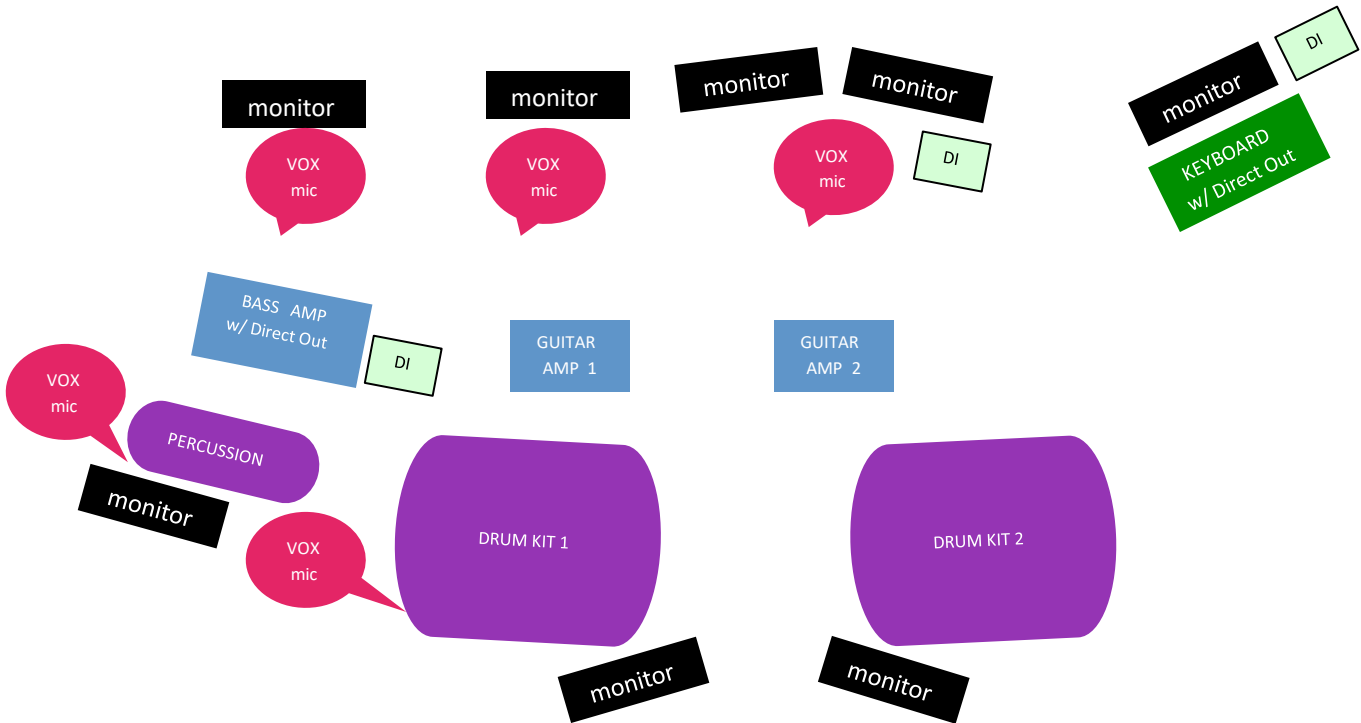 monitor
VOX
mic
monitor
VOX
mic
monitor
monitor
VOX
mic
DI
monitor
DI
KEYBOARD
w/ Direct Out
BASS AMP
w/ Direct Out
DI
GUITAR
AMP 1
GUITAR
AMP 2
VOX
mic
PERCUSSION
monitor
VOX
mic
DRUM KIT 1
DRUM KIT 2
monitor
monitor